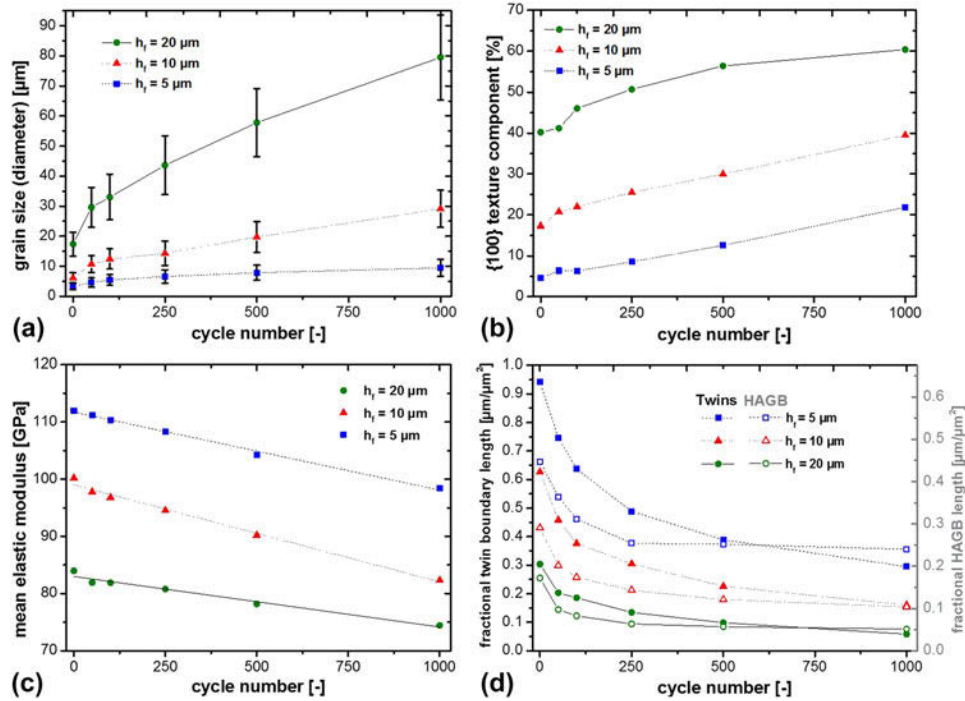 90
80
70
60
50
40
30
20
10
0
grain size (diameter) [µm]
h_f = 20 µm
h_f = 10 µm
h_f = 5 µm
0 250 500 750 1000
cycle number [-]
(a)
70
60
50
40
30
20
10
0
{100} texture component [%]
h_f = 20 µm
h_f = 10 µm
h_f = 5 µm
0 250 500 750 1000
cycle number [-]
(b)
120
110
100
90
80
70
mean elastic modulus [GPa]
h_f = 20 µm
h_f = 10 µm
h_f = 5 µm
0 250 500 750 1000
cycle number [-]
(c)
1.0
0.9
0.8
0.7
0.6
0.5
0.4
0.3
0.2
0.1
0.0
fractional twin boundary length [µm/µm²]
Twins HAGB
h_f = 5 µm
h_f = 10 µm
h_f = 20 µm
0.6
0.5
0.4
0.3
0.2
0.1
0.0
fractional HAGB length [µm/µm²]
0 250 500 750 1000
cycle number [-]
(d)